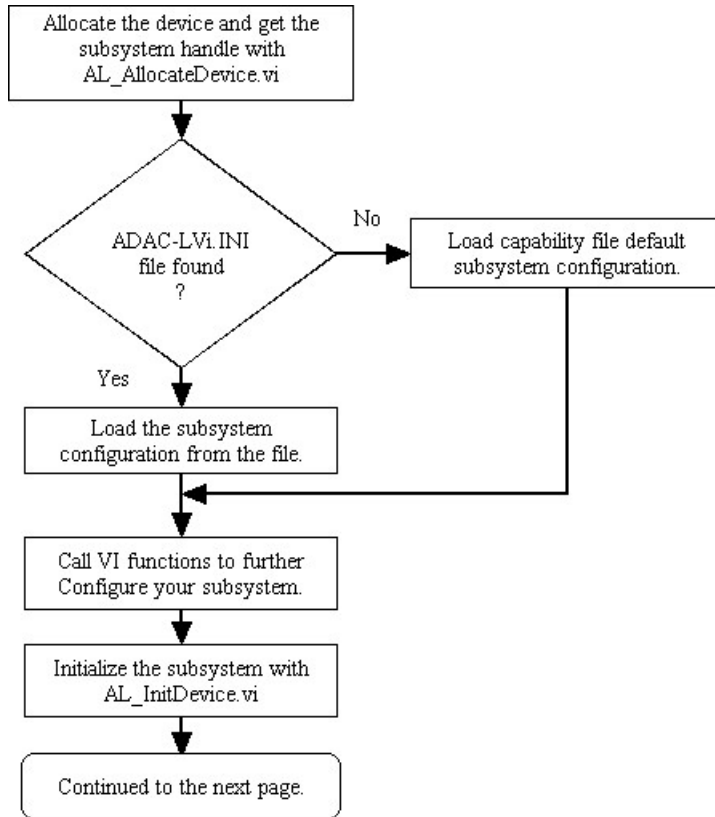 Allocate the device and get the
subsystem handle with
AL_AllocateDevice.vi
No
ADAC-LVi.INI
file found
?
Load capability file default
subsystem configuration.
Yes
Load the subsystem
configuration from the file.
Call VI functions to further
Configure your subsystem.
Initialize the subsystem with
AL_InitDevice.vi
Continued to the next page.